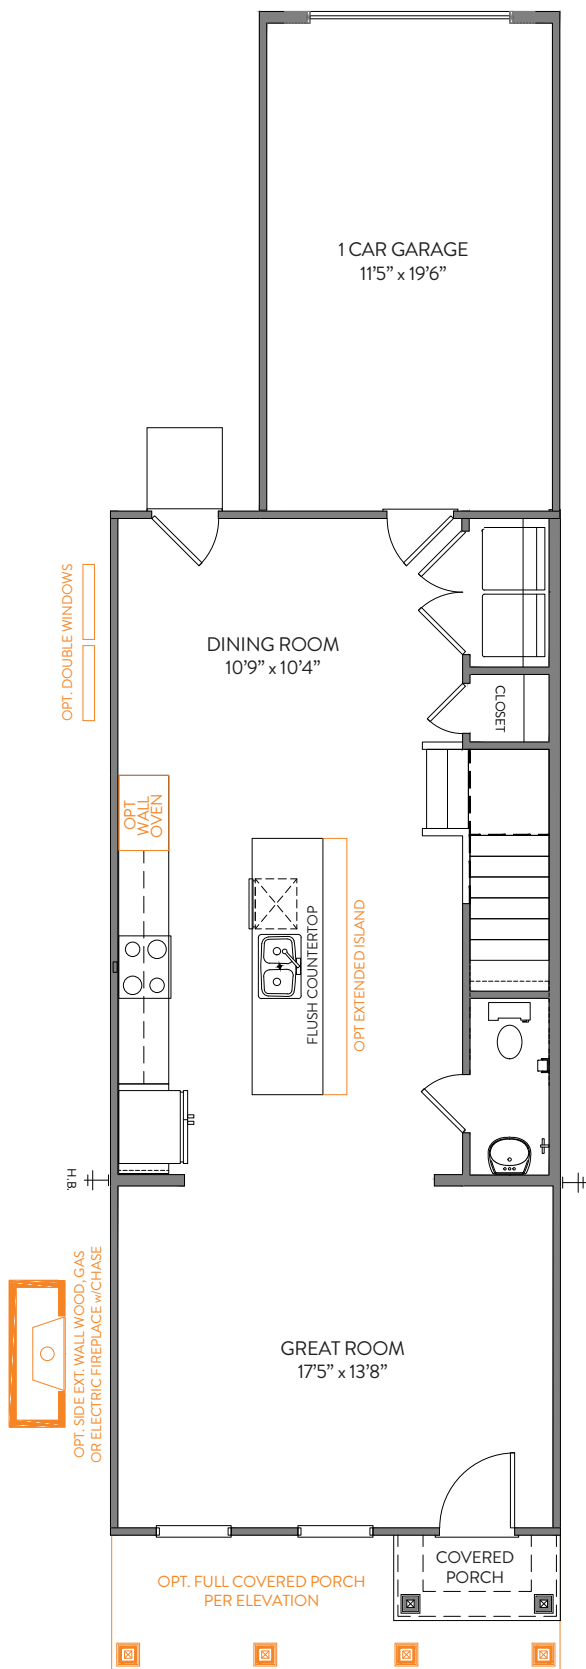 1 CAR GARAGE
11'5" x 19'6"
OPT. DOUBLE WINDOWS
DINING ROOM
10'9" x 10'4"
CLOSET
OPT
WALL
OVEN
FLUSH COUNTERTOP
OPT EXTENDED ISLAND
H.B.
OPT. SIDE EXT. WALL WOOD, GAS
OR ELECTRIC FIREPLACE w/CHASE
GREAT ROOM
17'5" x 13'8"
COVERED
PORCH
OPT. FULL COVERED PORCH
PER ELEVATION